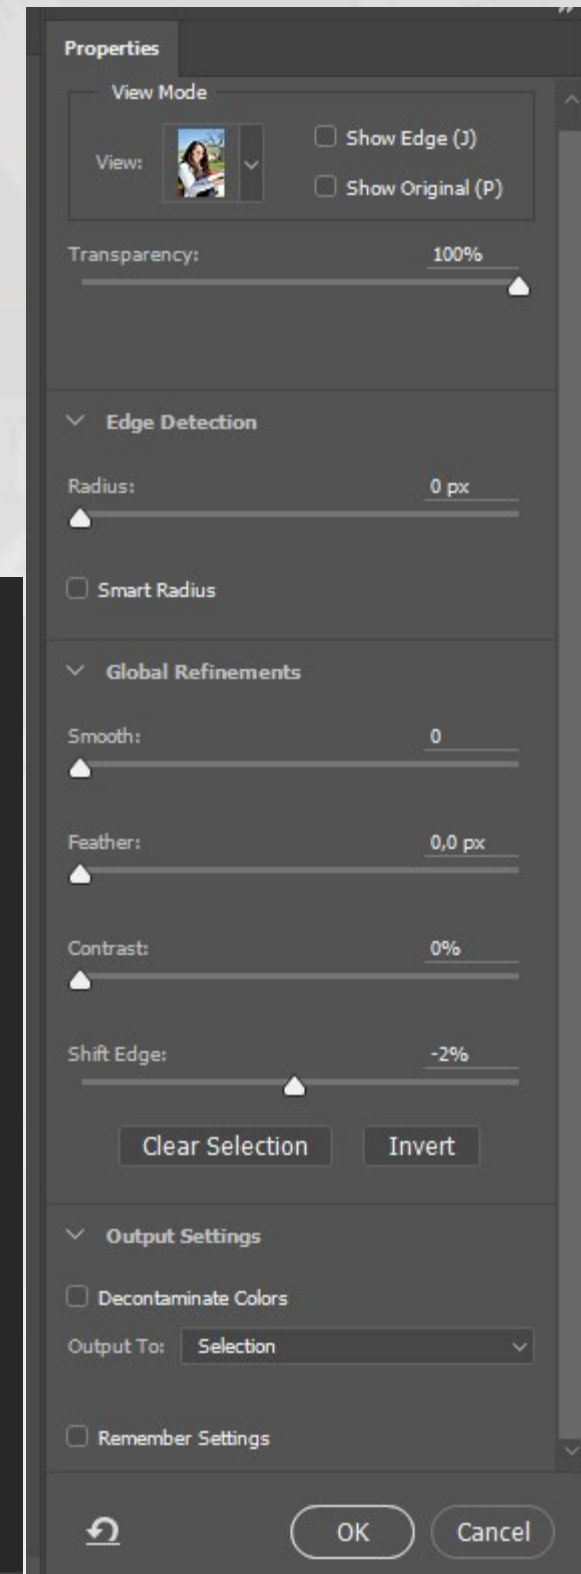 Properties
View Mode
View:
Show Edge (J)
Show Original (P)
Transparency: 100%
Edge Detection
Radius: 0 px
Smart Radius
Global Refinements
Smooth: 0
Feather: 0,0 px
Contrast: 0%
Shift Edge: -2%
Clear Selection Invert
Output Settings
Decontaminate Colors
Output To: Selection
Remember Settings
OK Cancel